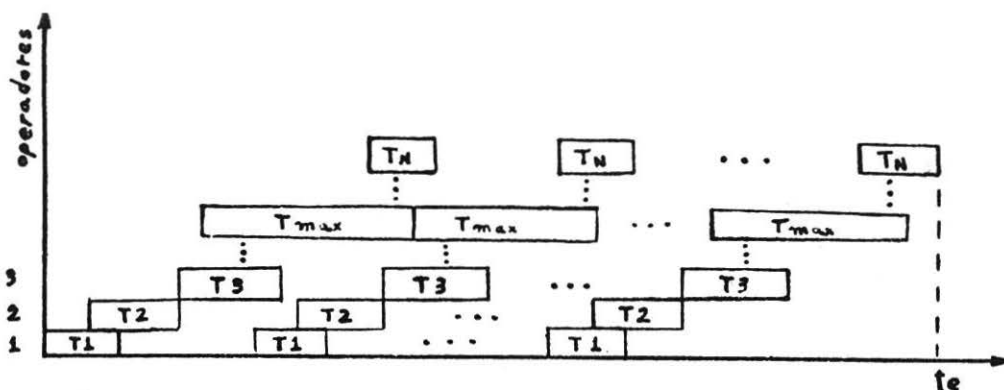 operadores
TN TN ... TN
Tmax Tmax ... Tmax
3 T3 T3 ... T3
2 T2 T2 ... T2
1 T1 T1 ... T1
te